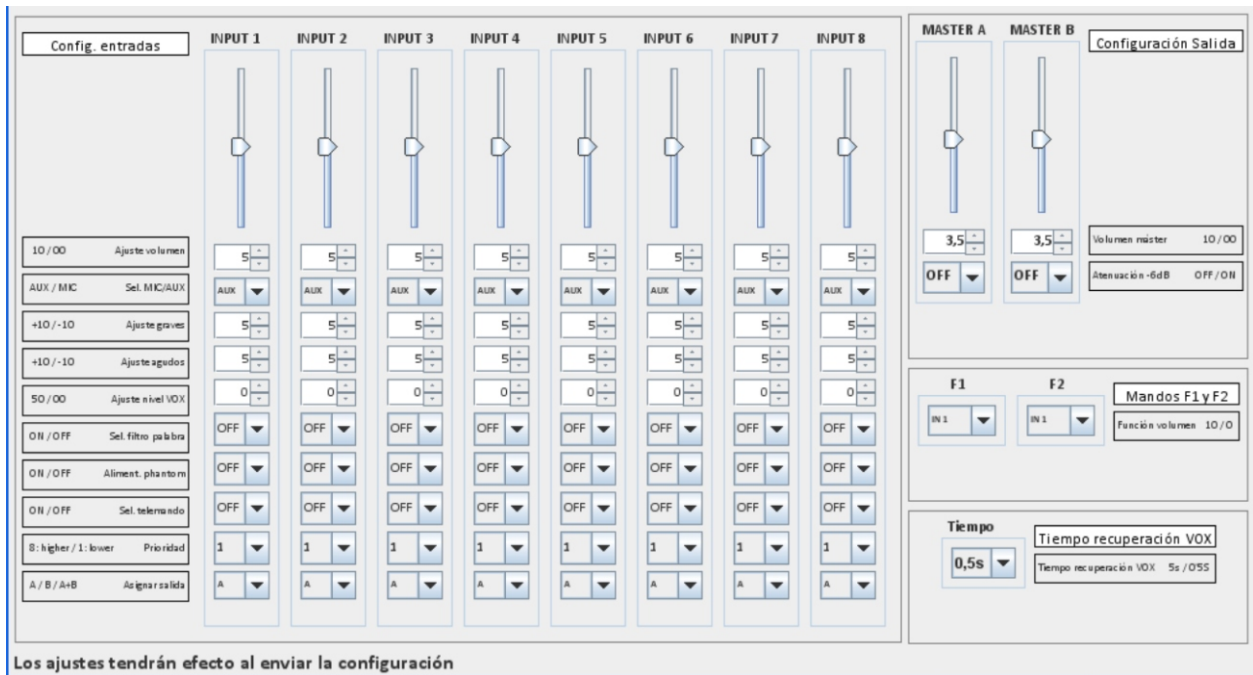 Config. entradas
INPUT 1 INPUT 2 INPUT 3 INPUT 4 INPUT 5 INPUT 6 INPUT 7 INPUT 8
10/00 Ajuste volumen 5 5 5 5 5 5 5 5
AUX / MIC Sel. MIC/AUX AUX AUX AUX AUX AUX AUX AUX AUX
+10/-10 Ajuste graves 5 5 5 5 5 5 5 5
+10/-10 Ajuste agudos 5 5 5 5 5 5 5 5
50/00 Ajuste nivel VOX 0 0 0 0 0 0 0 0
ON/OFF Sel. filtro palabra OFF OFF OFF OFF OFF OFF OFF OFF
ON/OFF Aliment. phantom OFF OFF OFF OFF OFF OFF OFF OFF
ON/OFF Sel. telemando OFF OFF OFF OFF OFF OFF OFF OFF
8: higher / 1: lower Prioridad 1 1 1 1 1 1 1 1
A / B / A+B Asignar salida A A A A A A A A
MASTER A MASTER B
Configuración Salida
3,5 3,5 Volumen máster 10/00
OFF OFF Atenuación -6dB OFF/ON
F1 F2
Mandos F1 y F2
IN 1 IN 1 Función volumen 10/0
Tiempo
Tiempo recuperación VOX
0,5s Tiempo recuperación VOX 5s /05S
Los ajustes tendrán efecto al enviar la configuración